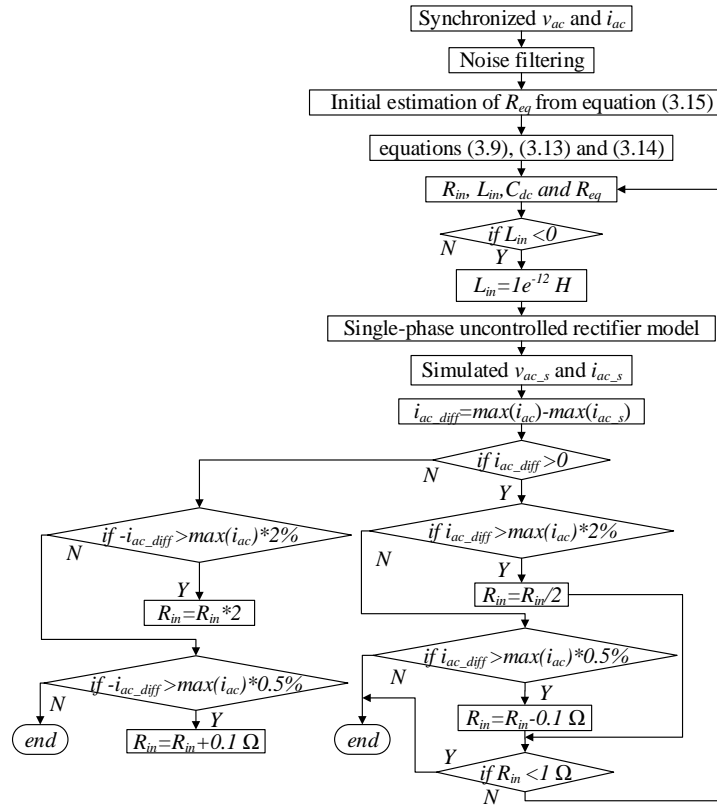 Synchronized v_ac and i_ac
Noise filtering
Initial estimation of R_eq from equation (3.15)
equations (3.9), (3.13) and (3.14)
R_in, L_in,C_dc and R_eq
if L_in <0
N
Y
L_in=1e^-12 H
Single-phase uncontrolled rectifier model
Simulated v_ac_s and i_ac_s
i_ac_diff=max(i_ac)-max(i_ac_s)
if i_ac_diff>0
N
Y
if -i_ac_diff>max(i_ac)*2%
N
Y
R_in=R_in*2
if i_ac_diff>max(i_ac)*2%
N
Y
R_in=R_in/2
if -i_ac_diff>max(i_ac)*0.5%
N
Y
end
R_in=R_in+0.1 Ω
if i_ac_diff>max(i_ac)*0.5%
N
Y
end
R_in=R_in-0.1 Ω
Y
if R_in <1 Ω
N